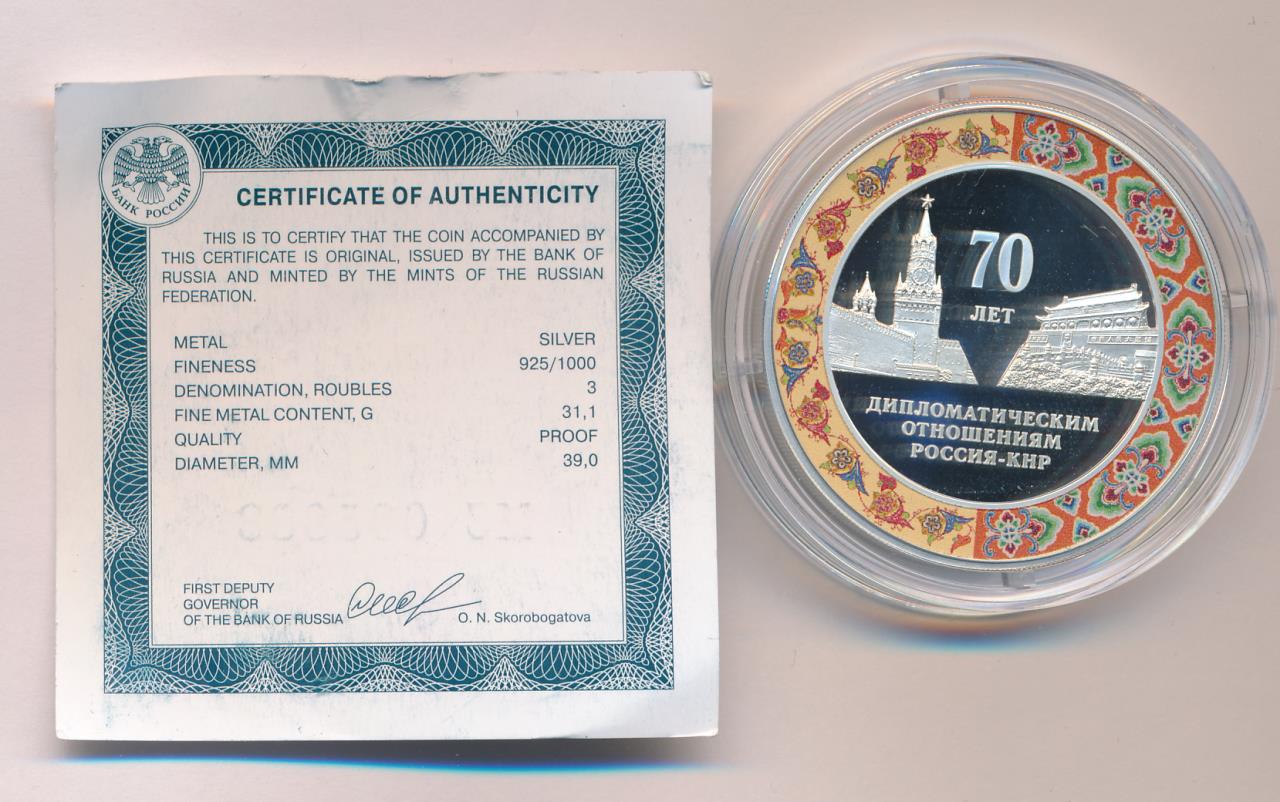 БАНК РОССИИ
CERTIFICATE OF AUTHENTICITY
THIS IS TO CERTIFY THAT THE COIN ACCOMPANIED BY
THIS CERTIFICATE IS ORIGINAL, ISSUED BY THE BANK OF
RUSSIA AND MINTED BY THE MINTS OF THE RUSSIAN
FEDERATION.
METAL SILVER
FINENESS 925/1000
DENOMINATION, ROUBLES 3
FINE METAL CONTENT, G 31,1
QUALITY PROOF
DIAMETER, MM 39,0
FIRST DEPUTY
GOVERNOR
OF THE BANK OF RUSSIA O. N. Skorobogatova
70
ЛЕТ
ДИПЛОМАТИЧЕСКИМ
ОТНОШЕНИЯМ
РОССИЯ-КНР